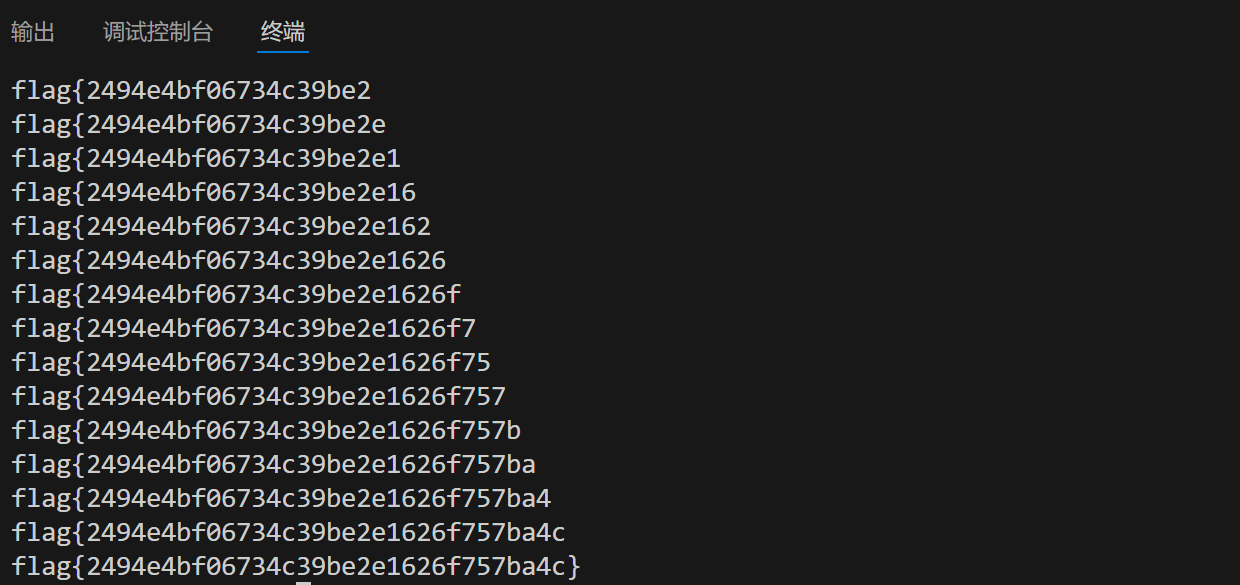 输出 调试控制台 终端
flag{2494e4bf06734c39be2
flag{2494e4bf06734c39be2e
flag{2494e4bf06734c39be2e1
flag{2494e4bf06734c39be2e16
flag{2494e4bf06734c39be2e162
flag{2494e4bf06734c39be2e1626
flag{2494e4bf06734c39be2e1626f
flag{2494e4bf06734c39be2e1626f7
flag{2494e4bf06734c39be2e1626f75
flag{2494e4bf06734c39be2e1626f757
flag{2494e4bf06734c39be2e1626f757b
flag{2494e4bf06734c39be2e1626f757ba
flag{2494e4bf06734c39be2e1626f757ba4
flag{2494e4bf06734c39be2e1626f757ba4c
flag{2494e4bf06734c39be2e1626f757ba4c}